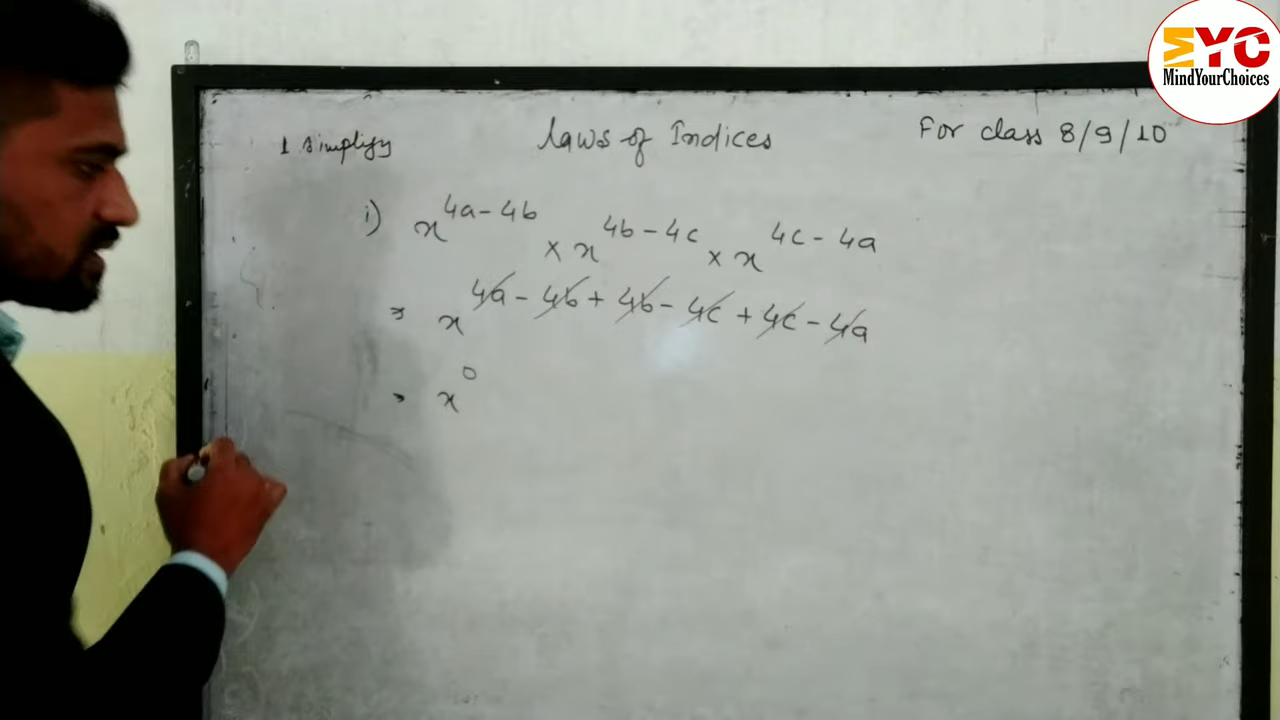 MYC
MindYourChoices
1 simplify
Laws of Indices
For class 8/9/10
i) x^{4a-4b} × x^{4b-4c} × x^{4c-4a}
= x^{4a-4b+4b-4c+4c-4a}
= x^0